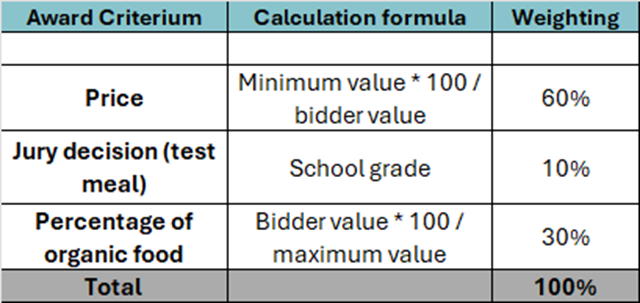 Award Criterium Calculation formula Weighting
Price Minimum value * 100 / bidder value 60%
Jury decision (test meal) School grade 10%
Percentage of organic food Bidder value * 100 / maximum value 30%
Total 100%